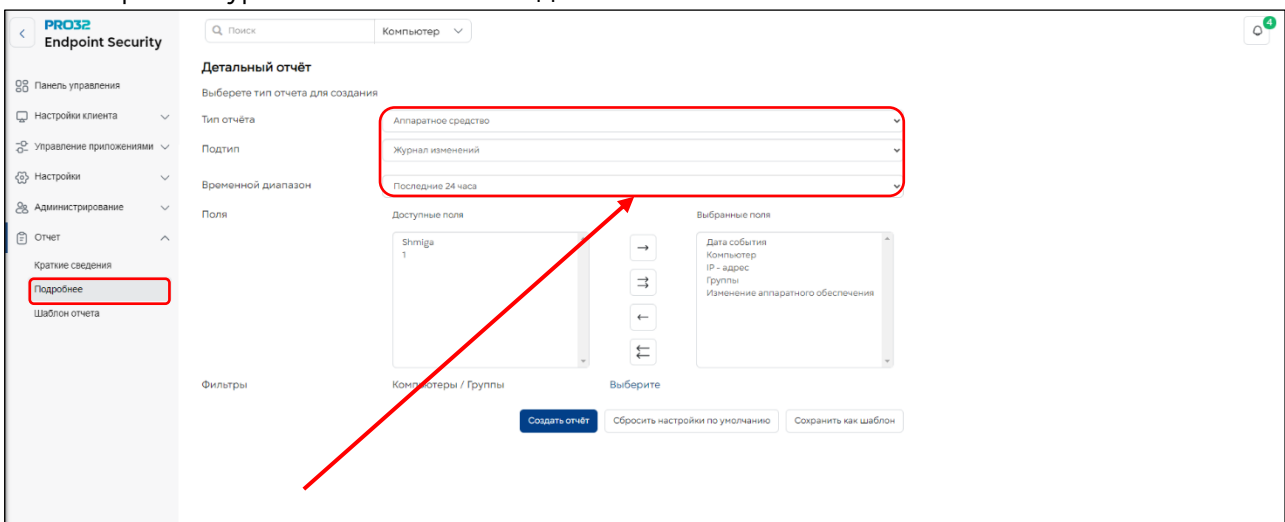 PRO32
Endpoint Security
Поиск
Компьютер
4
Детальный отчёт
Выберете тип отчета для создания
Панель управления
Настройки клиента
Управление приложениями
Настройки
Администрирование
Отчет
Краткие сведения
Подробнее
Шаблон отчета
Тип отчёта
Аппаратное средство
Подтип
Журнал изменений
Временной диапазон
Последние 24 часа
Поля
Доступные поля
Выбранные поля
Shmiga
1
Дата события
Компьютер
IP - адрес
Группы
Изменение аппаратного обеспечения
Фильтры
Компьютеры / Группы
Выберите
Создать отчёт
Сбросить настройки по умолчанию
Сохранить как шаблон